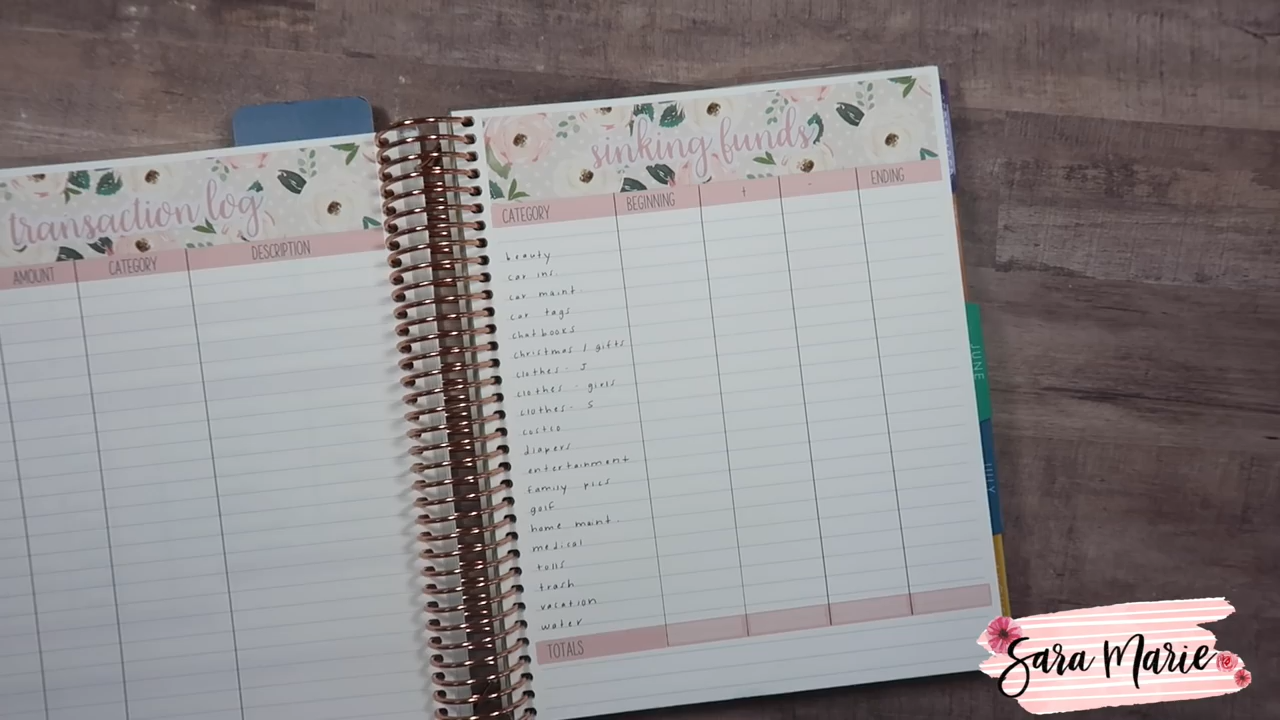 transaction log
AMOUNT CATEGORY DESCRIPTION
sinking funds
CATEGORY BEGINNING + - ENDING
beauty
car ins.
car maint.
car tags
chatbooks
christmas / gifts
clothes - J
clothes - girls
clothes - S
costco
diapers
entertainment
family pics
golf
home maint.
medical
tolls
trash
vacation
water
TOTALS
JUNE
JULY
Sara Marie